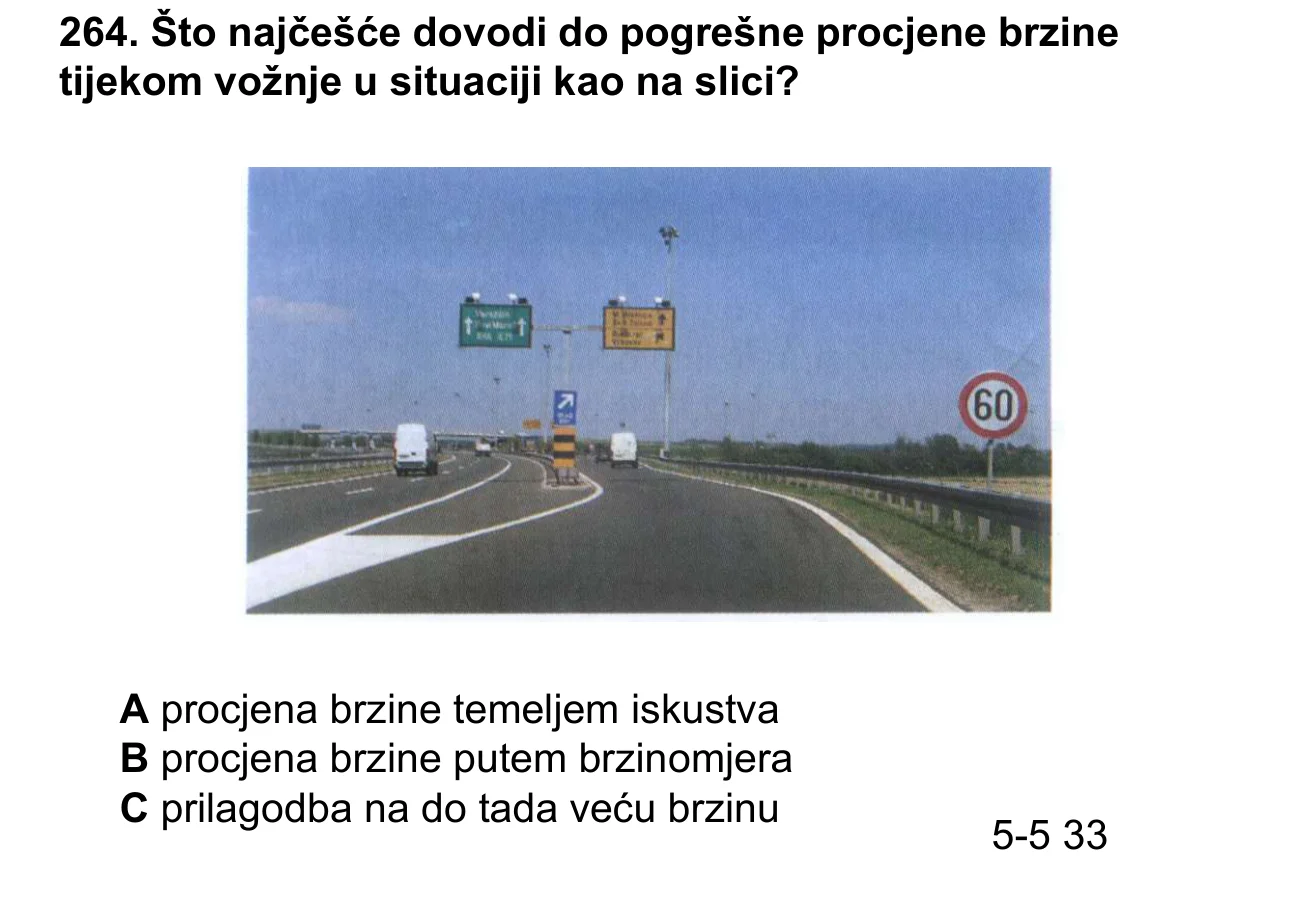 264. Što najčešće dovodi do pogrešne procjene brzine
tijekom vožnje u situaciji kao na slici?
60
A procjena brzine temeljem iskustva
B procjena brzine putem brzinomjera
C prilagodba na do tada veću brzinu
5-5 33